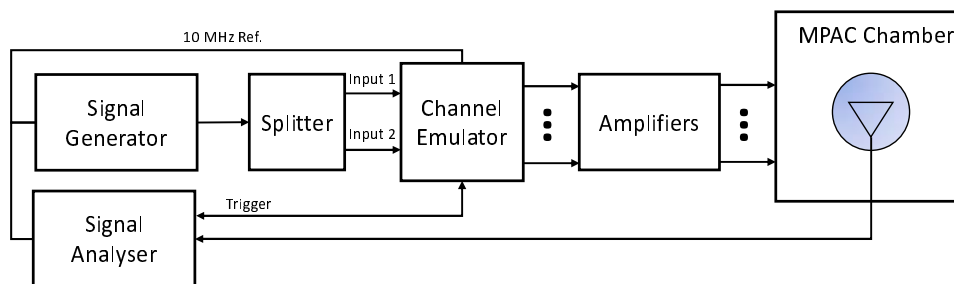 10 MHz Ref.
MPAC Chamber
Signal
Generator
Splitter
Input 1
Input 2
Channel
Emulator
Amplifiers
Trigger
Signal
Analyser